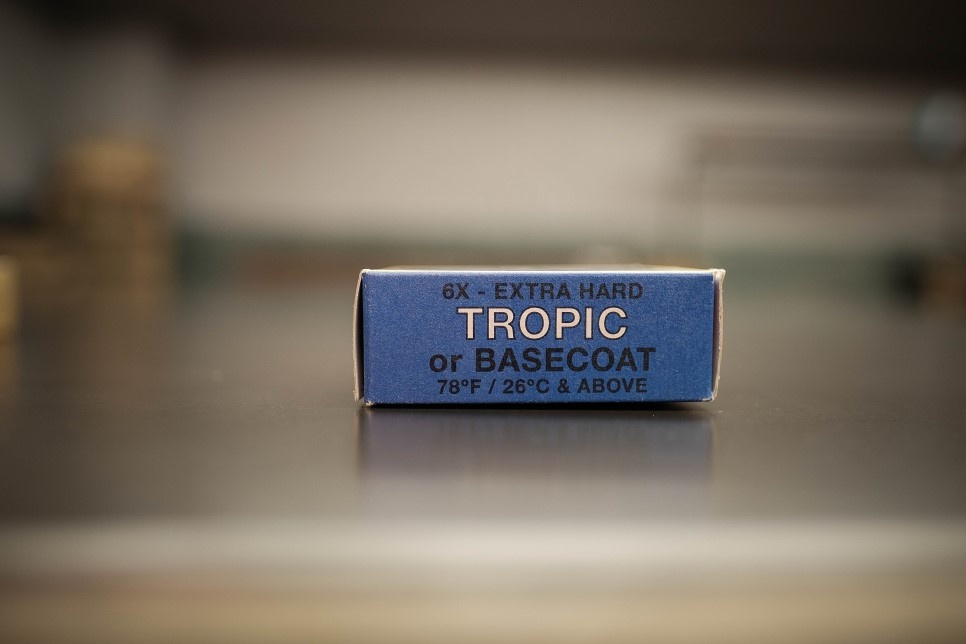 6X - EXTRA HARD
TROPIC
or BASECOAT
78°F / 26°C & ABOVE